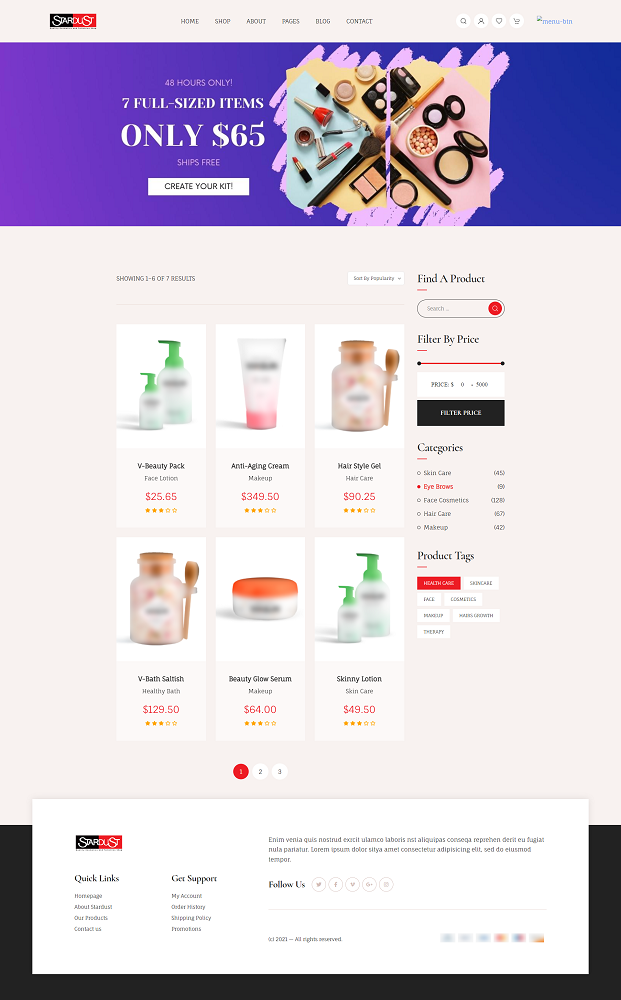 STARDUST
HOME SHOP ABOUT PAGES BLOG CONTACT
menu-btn
48 HOURS ONLY!
7 FULL-SIZED ITEMS
ONLY $65
SHIPS FREE
CREATE YOUR KIT!
SHOWING 1–6 OF 7 RESULTS
Sort By Popularity
V-Beauty Pack
Face Lotion
$25.65
Anti-Aging Cream
Makeup
$349.50
Hair Style Gel
Hair Care
$90.25
V-Bath Saltish
Healthy Bath
$129.50
Beauty Glow Serum
Makeup
$64.00
Skinny Lotion
Skin Care
$49.50
1 2 3
Find A Product
Search ...
Filter By Price
PRICE: $ 0 - 5000
FILTER PRICE
Categories
Skin Care (45)
Eye Brows (9)
Face Cosmetics (128)
Hair Care (67)
Makeup (42)
Product Tags
HEALTH CARE SKINCARE
FACE COSMETICS
MAKEUP HAIRS GROWTH
THERAPY
STARDUST
Quick Links
Homepage
About Stardust
Our Products
Contact us
Get Support
My Account
Order History
Shipping Policy
Promotions
Enim venia quis nostrud exrcit ulamco laboris nst aliquipas conseqa reprehen derit eu fugiat
nula pariatur. Lorem ipsum dolor sitya amet consectetur adipisicing elit, sed do eiusmod
tempor.
Follow Us
(c) 2021 — All rights reserved